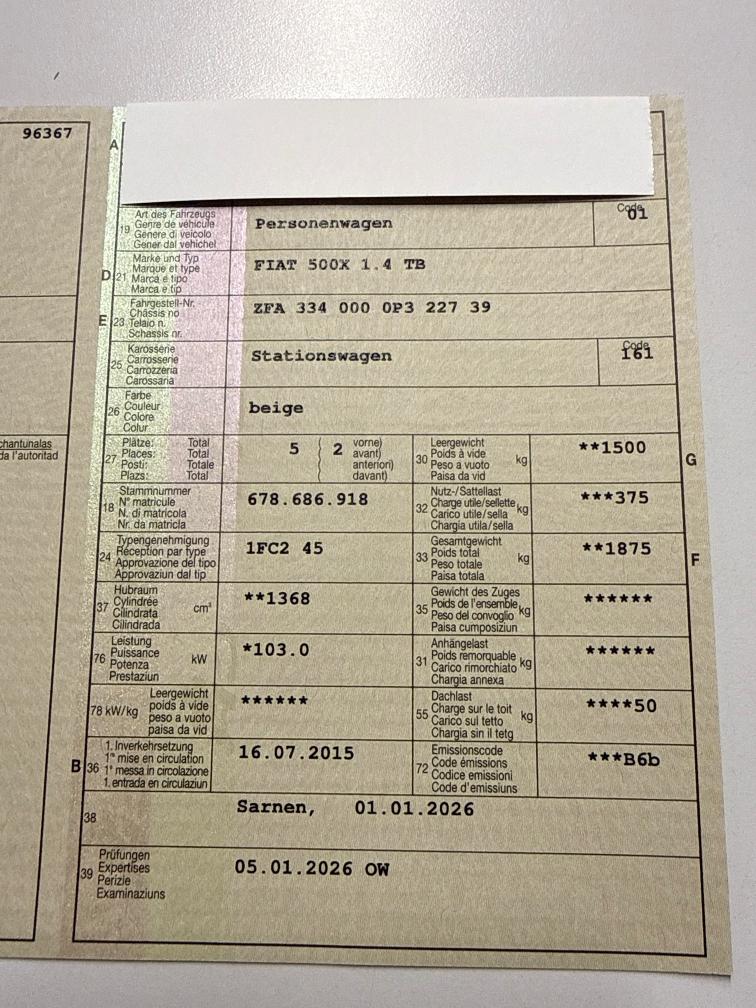 96367
A
19 Art des Fahrzeugs
Genre de véhicule
Genere di veicolo
Gener dal vehichel
Personenwagen
Code
01
D 21 Marke und Typ
Marque et type
Marca e tipo
Marca e tip
FIAT 500X 1.4 TB
E 23 Fahrgestell-Nr.
Châssis no
Telaio n.
Schassis nr.
ZFA 334 000 0P3 227 39
25 Karosserie
Carrosserie
Carrozzeria
Carossaria
Stationswagen
Code
161
26 Farbe
Couleur
Colore
Colur
beige
chantunalas
da l'autoritad
27 Plätze: Total
Places: Total
Posti: Totale
Plazs: Total
5 ( 2 vorne)
avant)
anteriori)
davant)
30 Leergewicht
Poids à vide
Peso a vuoto
Paisa da vid
kg
**1500
G
18 Stammnummer
N° matricule
N. di matricola
Nr. da matricla
678.686.918
32 Nutz-/Sattellast
Charge utile/sellette
Carico utile/sella
Chargia utila/sella
kg
***375
24 Typengenehmigung
Réception par type
Approvazione del tipo
Approvaziun dal tip
1FC2 45
33 Gesamtgewicht
Poids total
Peso totale
Paisa totala
kg
**1875
F
37 Hubraum
Cylindrée
Cilindrata
Cilindrada
cm³
**1368
35 Gewicht des Zuges
Poids de l'ensemble
Peso del convoglio
Paisa cumposiziun
kg
******
76 Leistung
Puissance
Potenza
Prestaziun
kW
*103.0
31 Anhängelast
Poids remorquable
Carico rimorchiato
Chargia annexa
kg
******
78 kW/kg Leergewicht
poids à vide
peso a vuoto
paisa da vid
******
55 Dachlast
Charge sur le toit
Carico sul tetto
Chargia sin il tetg
kg
****50
B 36 1. Inverkehrsetzung
1re mise en circulation
1a messa in circolazione
1. entrada en circulaziun
16.07.2015
72 Emissionscode
Code émissions
Codice emissioni
Code d'emissiuns
***B6b
38
Sarnen, 01.01.2026
39 Prüfungen
Expertises
Perizie
Examinaziuns
05.01.2026 OW